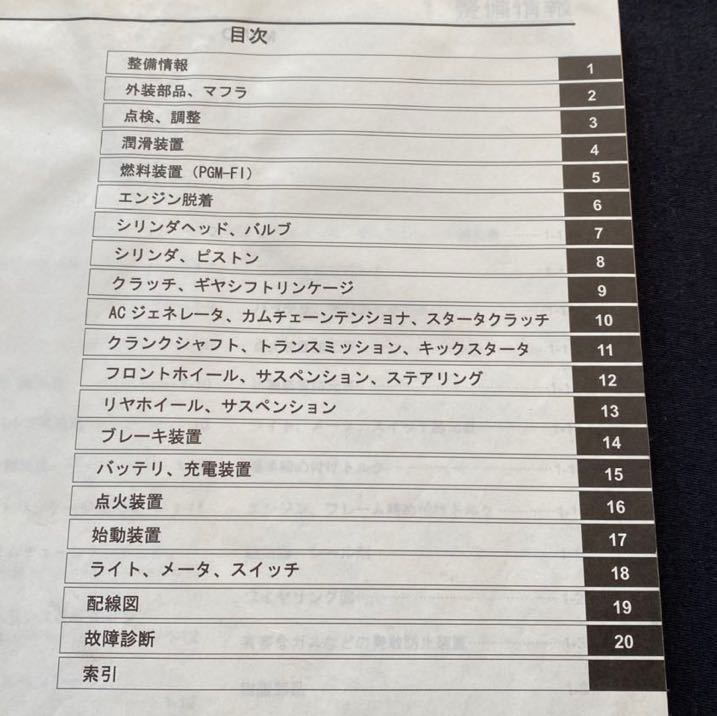 目次
整備情報 1
外装部品、マフラ 2
点検、調整 3
潤滑装置 4
燃料装置（PGM-FI） 5
エンジン脱着 6
シリンダヘッド、バルブ 7
シリンダ、ピストン 8
クラッチ、ギヤシフトリンケージ 9
AC ジェネレータ、カムチェーンテンショナ、スタータクラッチ 10
クランクシャフト、トランスミッション、キックスタータ 11
フロントホイール、サスペンション、ステアリング 12
リヤホイール、サスペンション 13
ブレーキ装置 14
バッテリ、充電装置 15
点火装置 16
始動装置 17
ライト、メータ、スイッチ 18
配線図 19
故障診断 20
索引